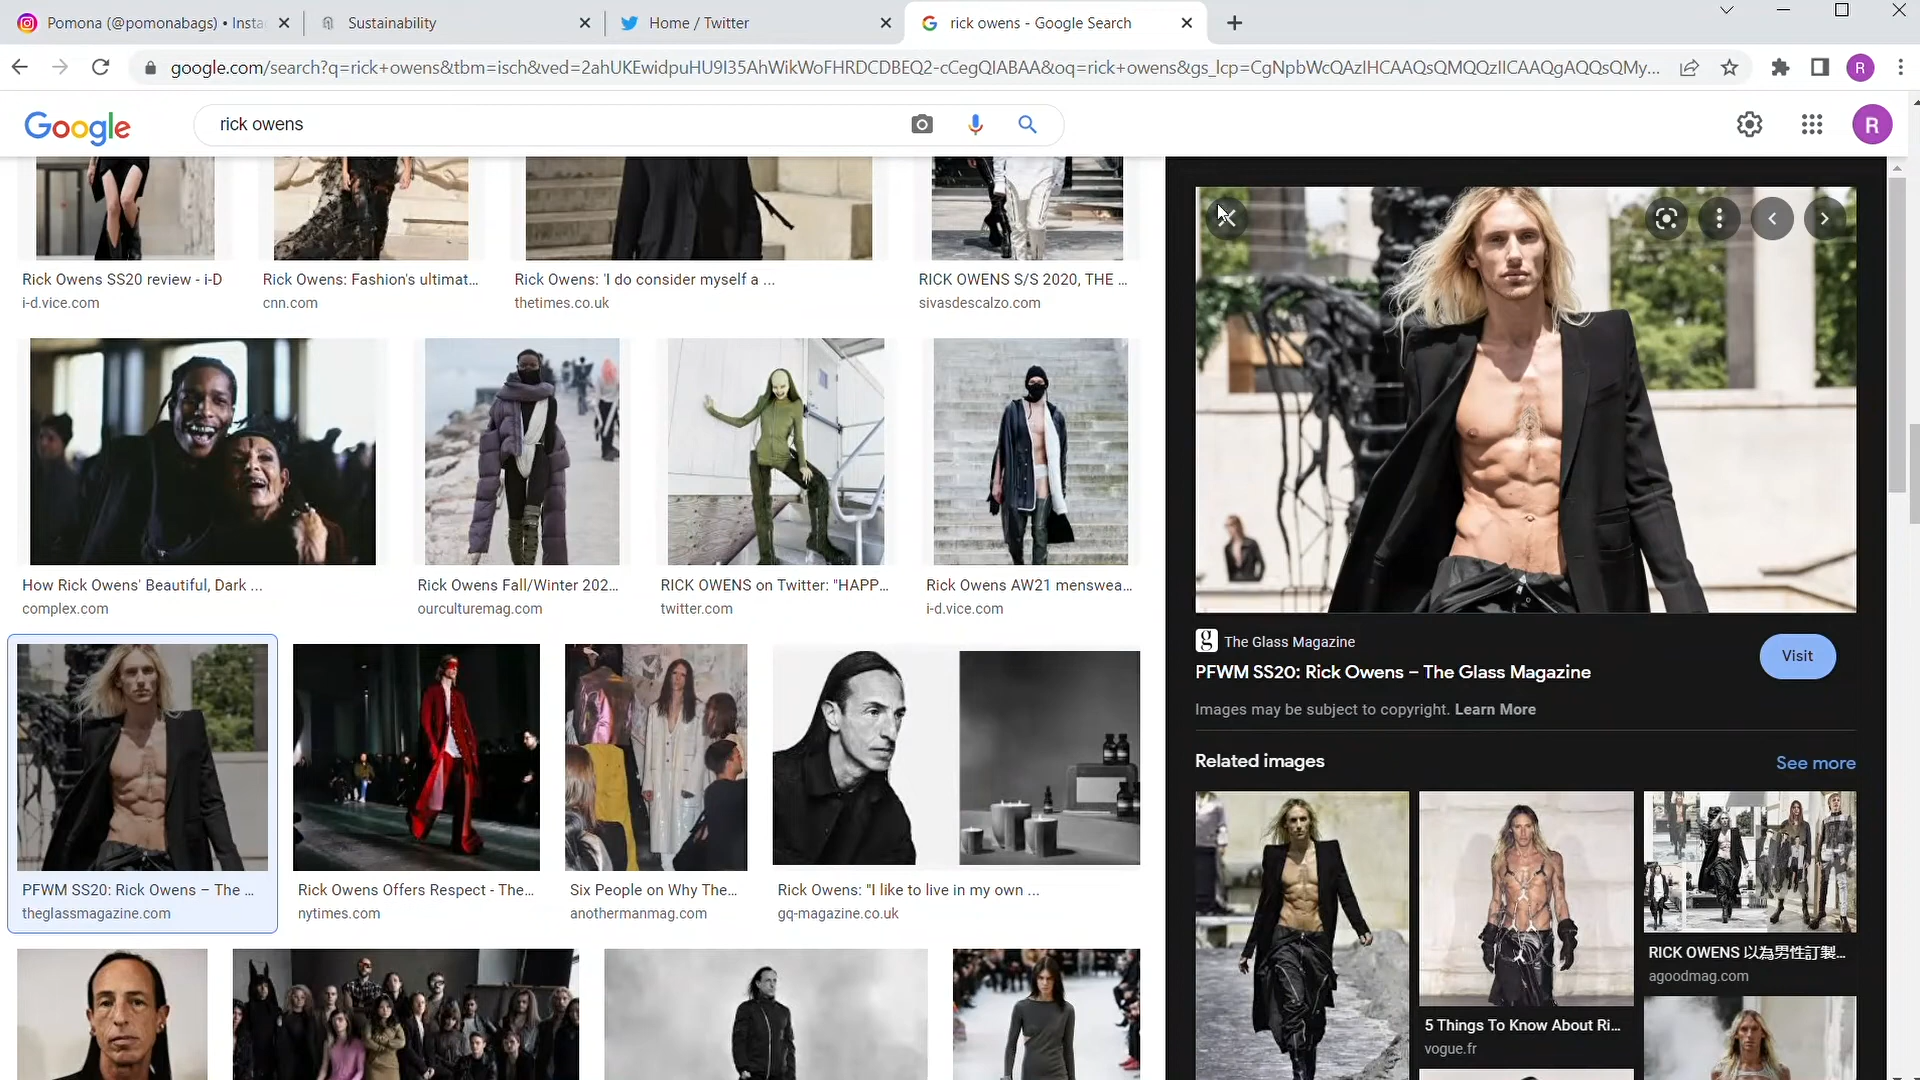 Pomona (@pomonabags) • Insta
Sustainability
Home / Twitter
rick owens - Google Search
google.com/search?q=rick+owens&tbm=isch&ved=2ahUKEwidpuHU9I35AhWikWoFHRDCDBEQ2-cCegQIABAA&oq=rick+owens&gs_lcp=CgNpbWcQAzIHCAAQsQMQQzIICAAQgAQQsQMy...
R
Google
rick owens
R
Rick Owens SS20 review - i-D
i-d.vice.com
Rick Owens: Fashion's ultimat...
cnn.com
Rick Owens: 'I do consider myself a ...
thetimes.co.uk
RICK OWENS S/S 2020, THE ...
sivasdescalzo.com
How Rick Owens' Beautiful, Dark ...
complex.com
Rick Owens Fall/Winter 202...
ourculturemag.com
RICK OWENS on Twitter: "HAPP...
twitter.com
Rick Owens AW21 menswea...
i-d.vice.com
PFWM SS20: Rick Owens – The ...
theglassmagazine.com
Rick Owens Offers Respect - The...
nytimes.com
Six People on Why The...
anothermanmag.com
Rick Owens: "I like to live in my own ...
gq-magazine.co.uk
g The Glass Magazine
PFWM SS20: Rick Owens – The Glass Magazine
Visit
Images may be subject to copyright. Learn More
Related images
See more
5 Things To Know About Ri...
vogue.fr
RICK OWENS 以為男性訂製...
agoodmag.com